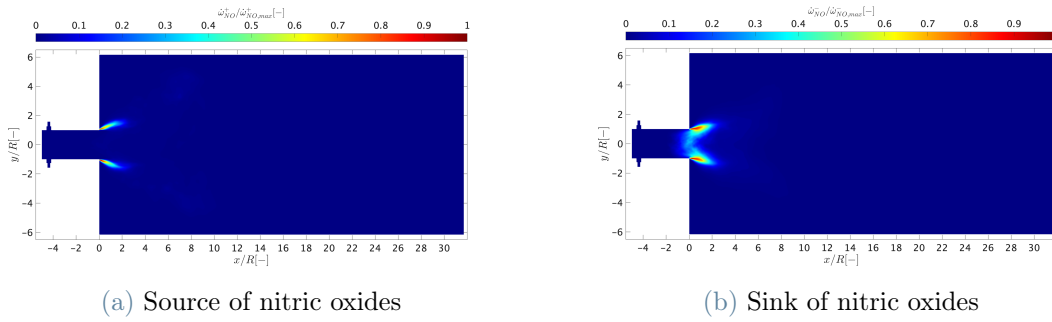 ω̇⁺_NO/ω̇⁺_NO,max[−]
0 0.1 0.2 0.3 0.4 0.5 0.6 0.7 0.8 0.9 1
6
4
2
0
−2
−4
−6
y/R[−]
−4 −2 0 2 4 6 8 10 12 14 16 18 20 22 24 26 28 30
x/R[−]
(a) Source of nitric oxides
ω̇⁻_NO/ω̇⁻_NO,max[−]
0 0.1 0.2 0.3 0.4 0.5 0.6 0.7 0.8 0.9
6
4
2
0
−2
−4
−6
y/R[−]
−4 −2 0 2 4 6 8 10 12 14 16 18 20 22 24 26 28 30
x/R[−]
(b) Sink of nitric oxides